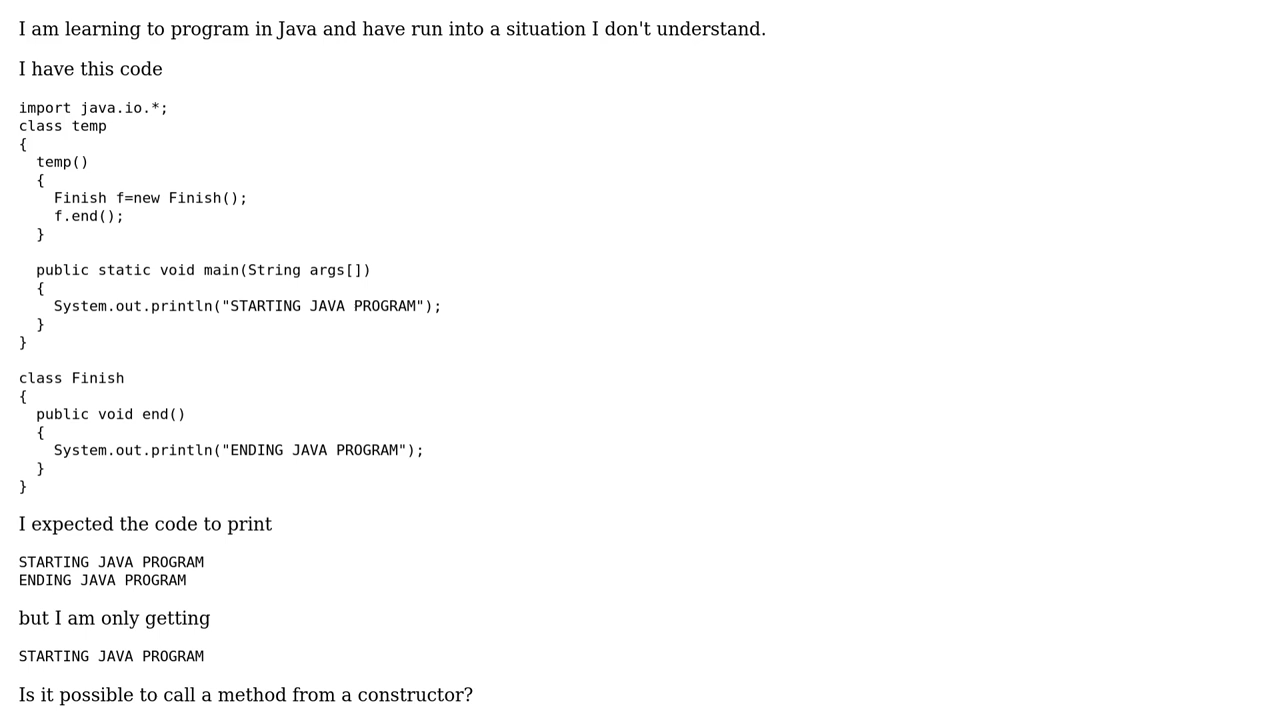 I am learning to program in Java and have run into a situation I don't understand.
I have this code
import java.io.*;
class temp
{
  temp()
  {
    Finish f=new Finish();
    f.end();
  }

  public static void main(String args[])
  {
    System.out.println("STARTING JAVA PROGRAM");
  }
}

class Finish
{
  public void end()
  {
    System.out.println("ENDING JAVA PROGRAM");
  }
}
I expected the code to print
STARTING JAVA PROGRAM
ENDING JAVA PROGRAM
but I am only getting
STARTING JAVA PROGRAM
Is it possible to call a method from a constructor?